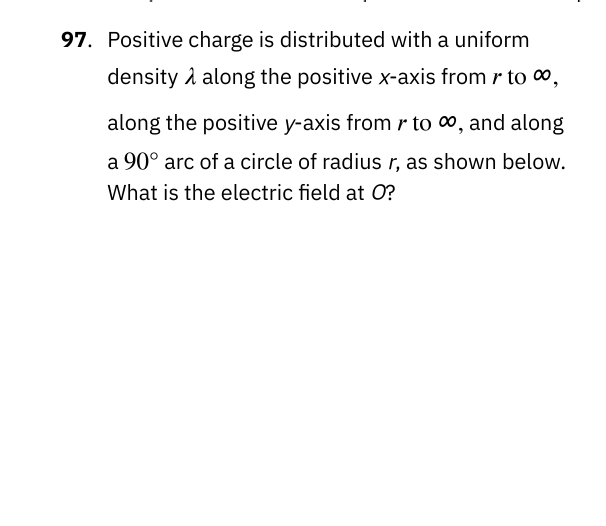 97. Positive charge is distributed with a uniform
density λ along the positive x-axis from r to ∞,
along the positive y-axis from r to ∞, and along
a 90° arc of a circle of radius r, as shown below.
What is the electric field at O?